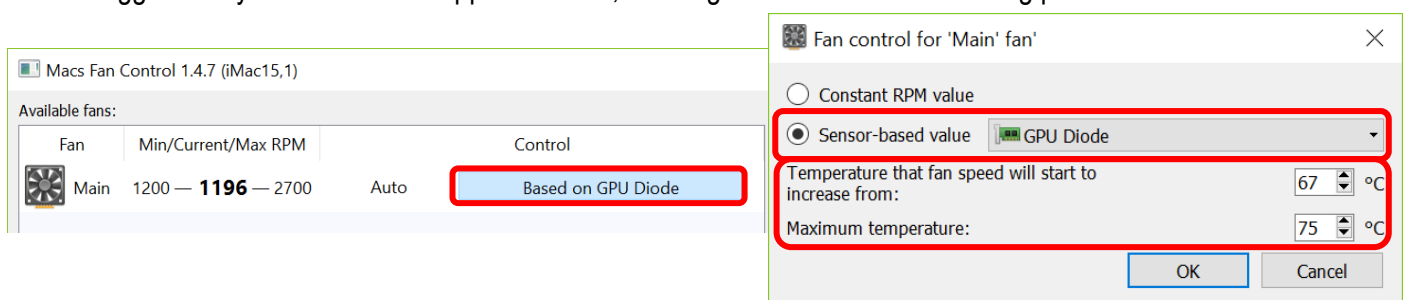 Macs Fan Control 1.4.7 (iMac15,1)
Available fans:
Fan Min/Current/Max RPM Control
Main 1200 — 1196 — 2700 Auto Based on GPU Diode
Fan control for 'Main' fan'
Constant RPM value
Sensor-based value GPU Diode
Temperature that fan speed will start to
increase from: 67 °C
Maximum temperature: 75 °C
OK Cancel